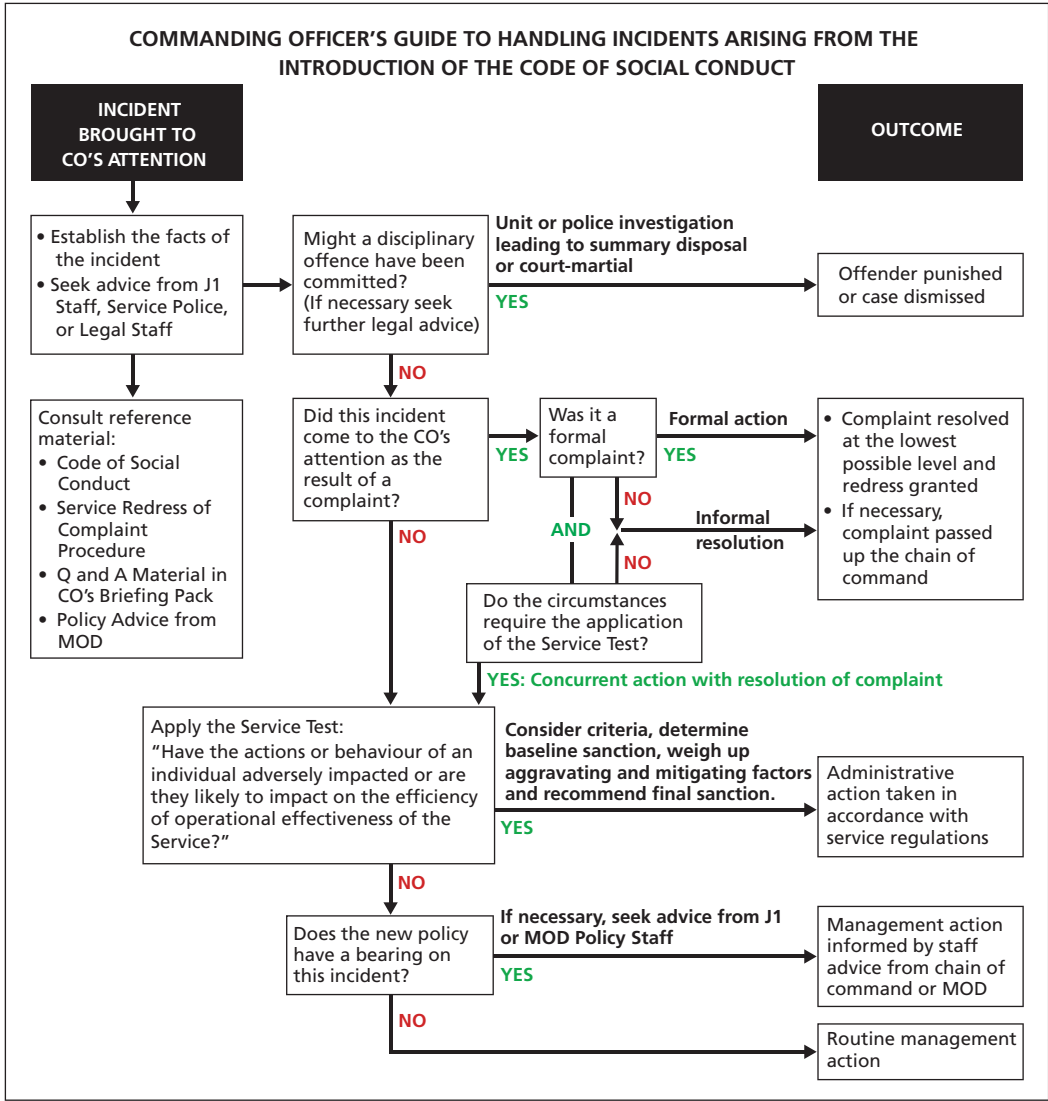 COMMANDING OFFICER'S GUIDE TO HANDLING INCIDENTS ARISING FROM THE
INTRODUCTION OF THE CODE OF SOCIAL CONDUCT
INCIDENT
BROUGHT TO
CO'S ATTENTION
OUTCOME
• Establish the facts of
the incident
• Seek advice from J1
Staff, Service Police,
or Legal Staff
Might a disciplinary
offence have been
committed?
(If necessary seek
further legal advice)
Unit or police investigation
leading to summary disposal
or court-martial
YES
Offender punished
or case dismissed
NO
Consult reference
material:
• Code of Social
Conduct
• Service Redress of
Complaint
Procedure
• Q and A Material in
CO's Briefing Pack
• Policy Advice from
MOD
Did this incident
come to the CO's
attention as the
result of a
complaint?
YES
Was it a
formal
complaint?
Formal action
YES
• Complaint resolved
at the lowest
possible level and
redress granted
• If necessary,
complaint passed
up the chain of
command
NO
AND
NO
Informal
resolution
NO
Do the circumstances
require the application
of the Service Test?
YES: Concurrent action with resolution of complaint
Apply the Service Test:
"Have the actions or behaviour of an
individual adversely impacted or are
they likely to impact on the efficiency
of operational effectiveness of the
Service?"
Consider criteria, determine
baseline sanction, weigh up
aggravating and mitigating factors
and recommend final sanction.
YES
Administrative
action taken in
accordance with
service regulations
NO
Does the new policy
have a bearing on
this incident?
If necessary, seek advice from J1
or MOD Policy Staff
YES
Management action
informed by staff
advice from chain of
command or MOD
NO
Routine management
action